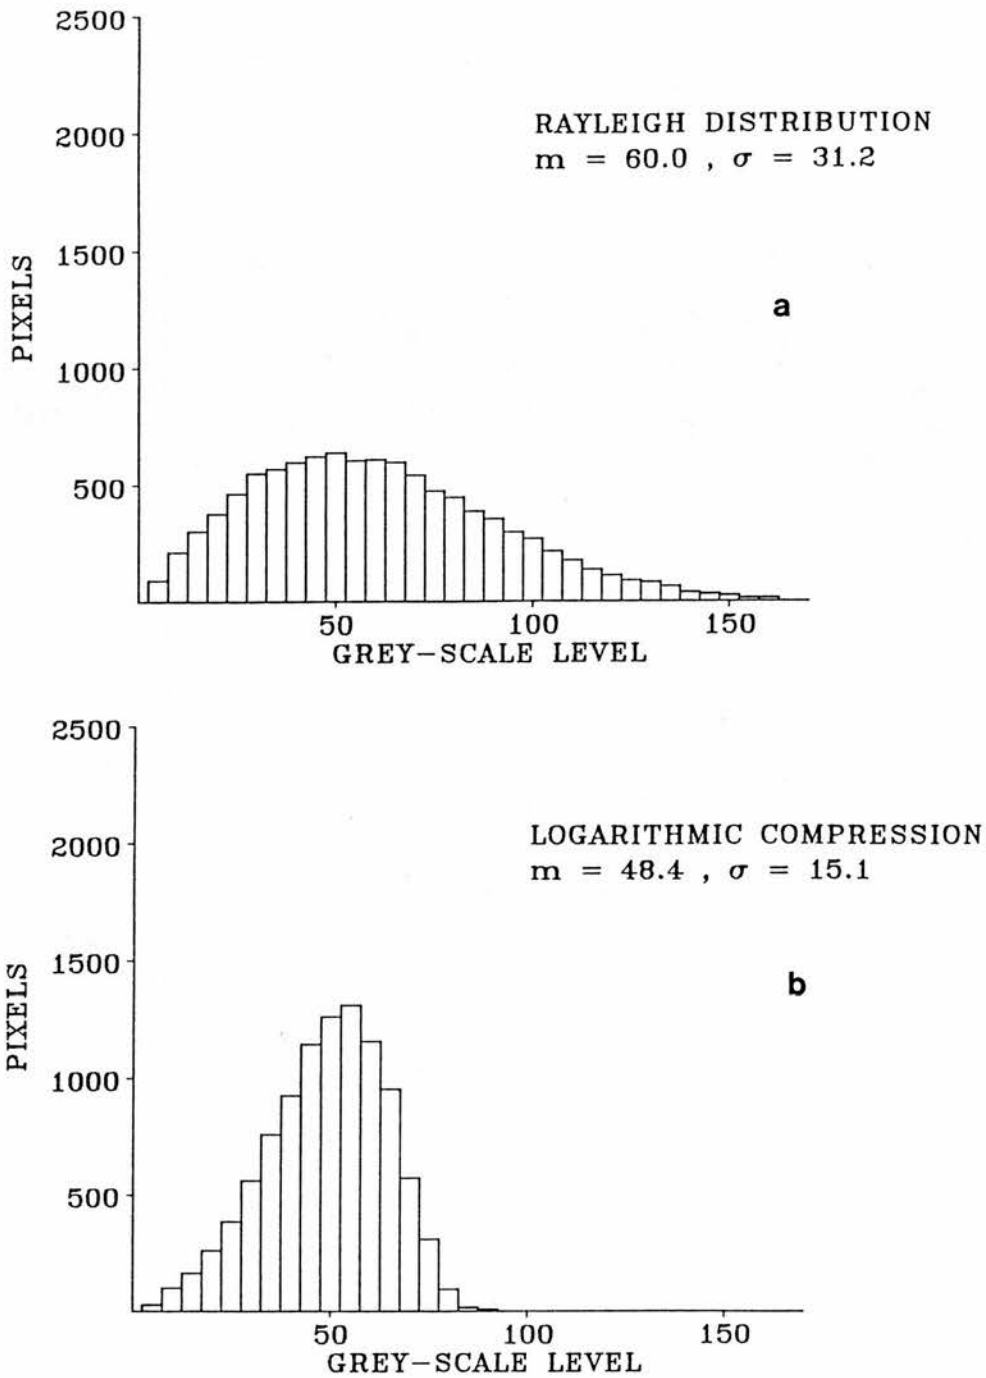 2500
2000
1500
1000
500
PIXELS
RAYLEIGH DISTRIBUTION
m = 60.0 , σ = 31.2
a
50 100 150
GREY-SCALE LEVEL
2500
2000
1500
1000
500
PIXELS
LOGARITHMIC COMPRESSION
m = 48.4 , σ = 15.1
b
50 100 150
GREY-SCALE LEVEL